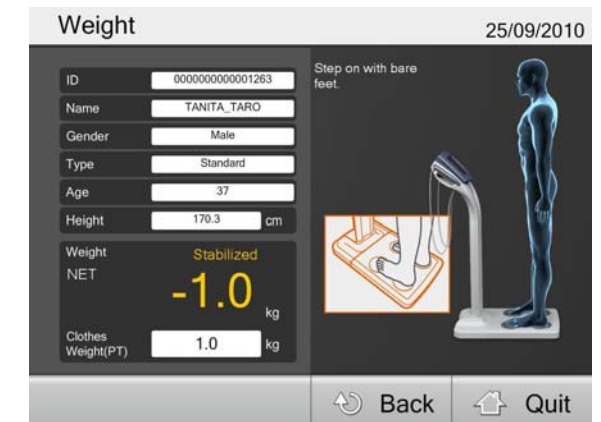 Weight
25/09/2010
ID 0000000000001263
Name TANITA_TARO
Gender Male
Type Standard
Age 37
Height 170.3 cm
Weight Stabilized
NET
-1.0 kg
Clothes
Weight(PT) 1.0 kg
Step on with bare
feet.
Back
Quit